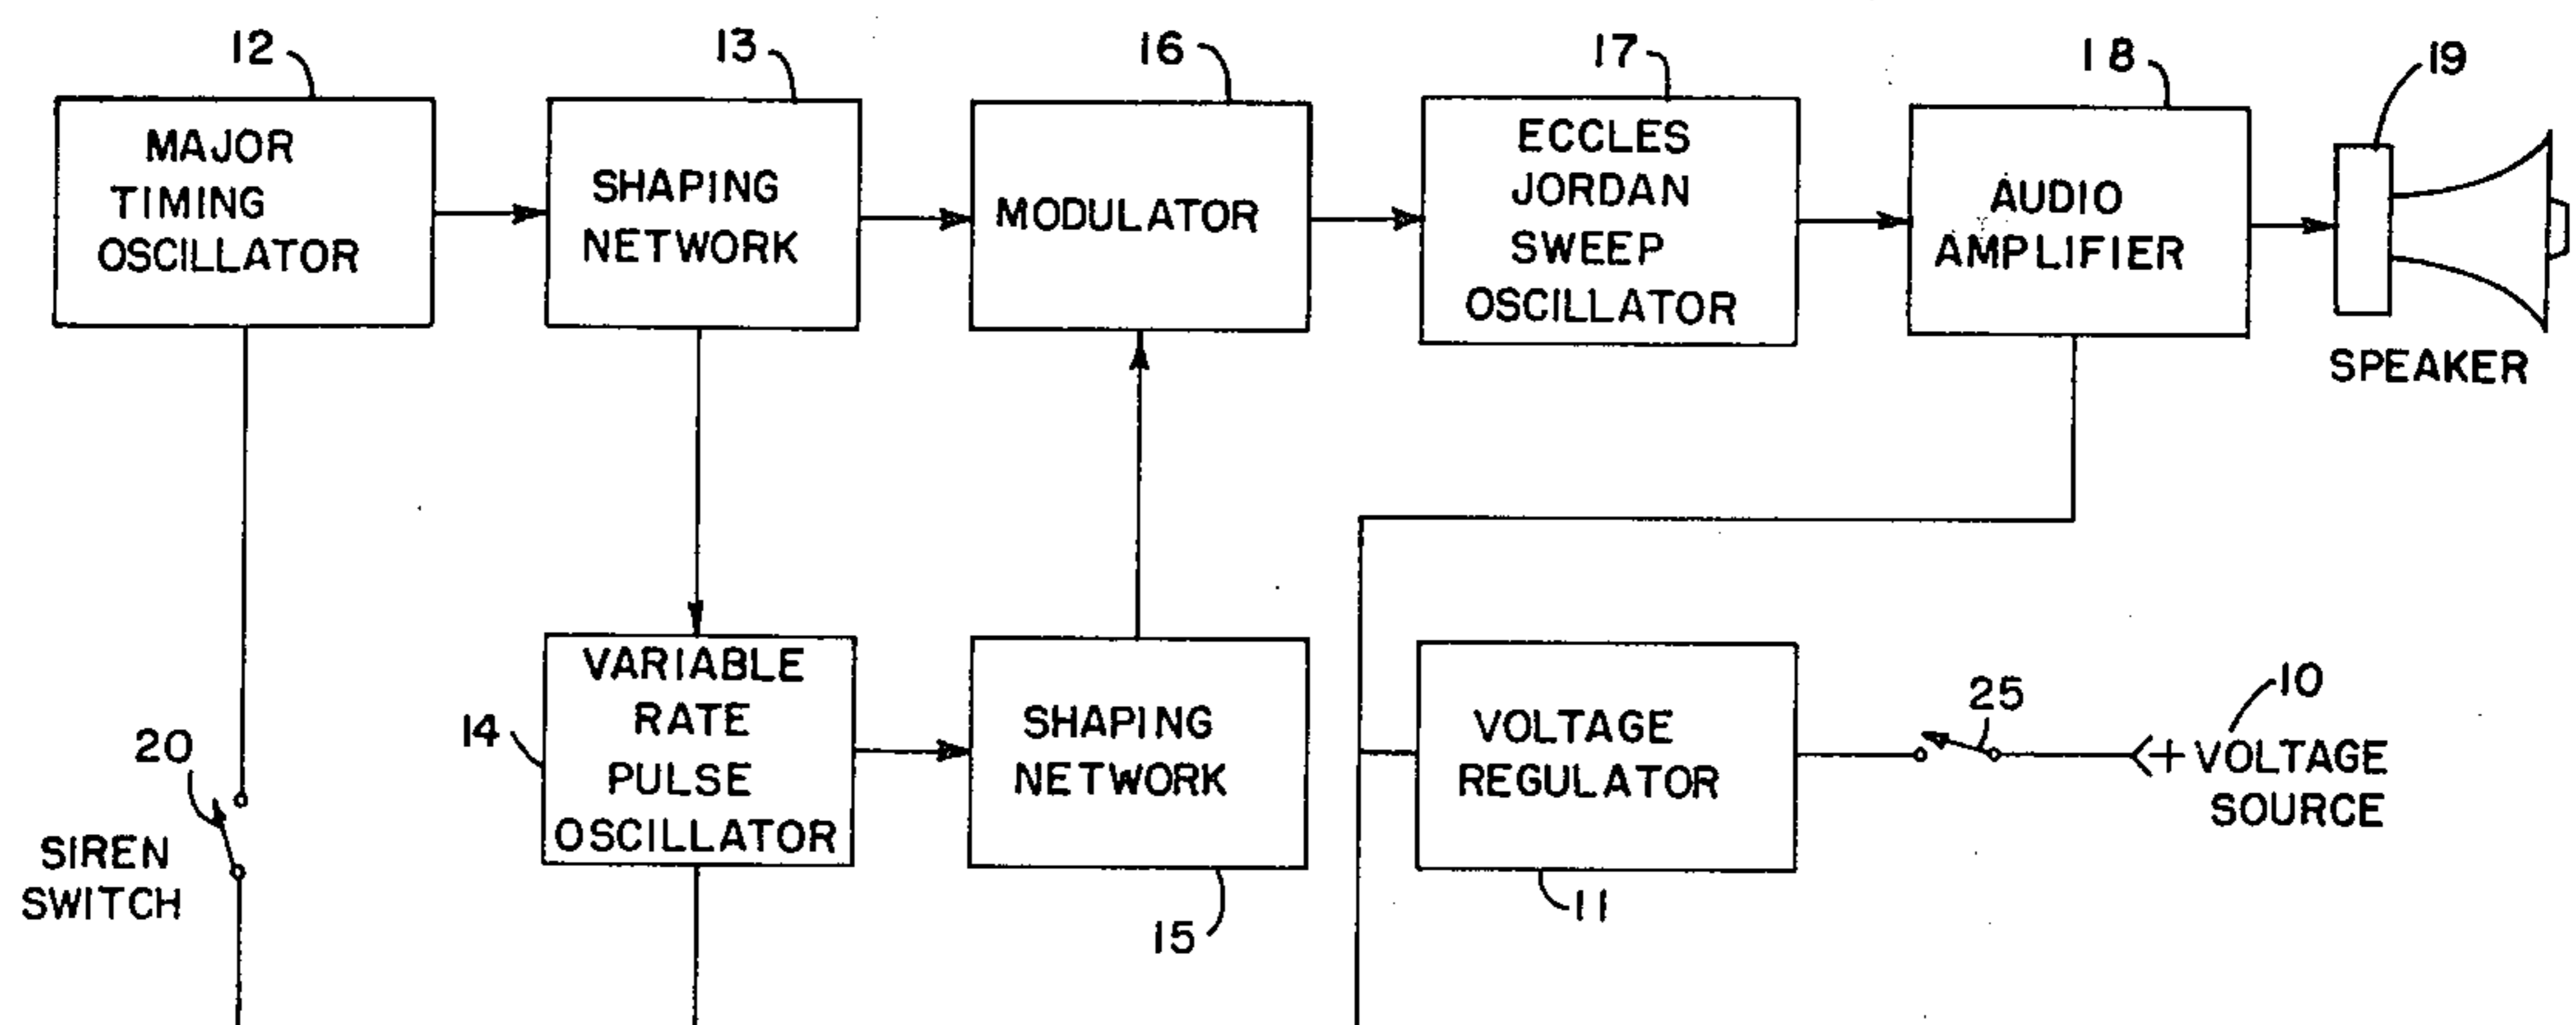 12
13
16
17
18
19
MAJOR
TIMING
OSCILLATOR
SHAPING
NETWORK
MODULATOR
ECCLES
JORDAN
SWEEP
OSCILLATOR
AUDIO
AMPLIFIER
SPEAKER
20
SIREN
SWITCH
14
VARIABLE
RATE
PULSE
OSCILLATOR
SHAPING
NETWORK
15
VOLTAGE
REGULATOR
11
25
10
+ VOLTAGE
SOURCE